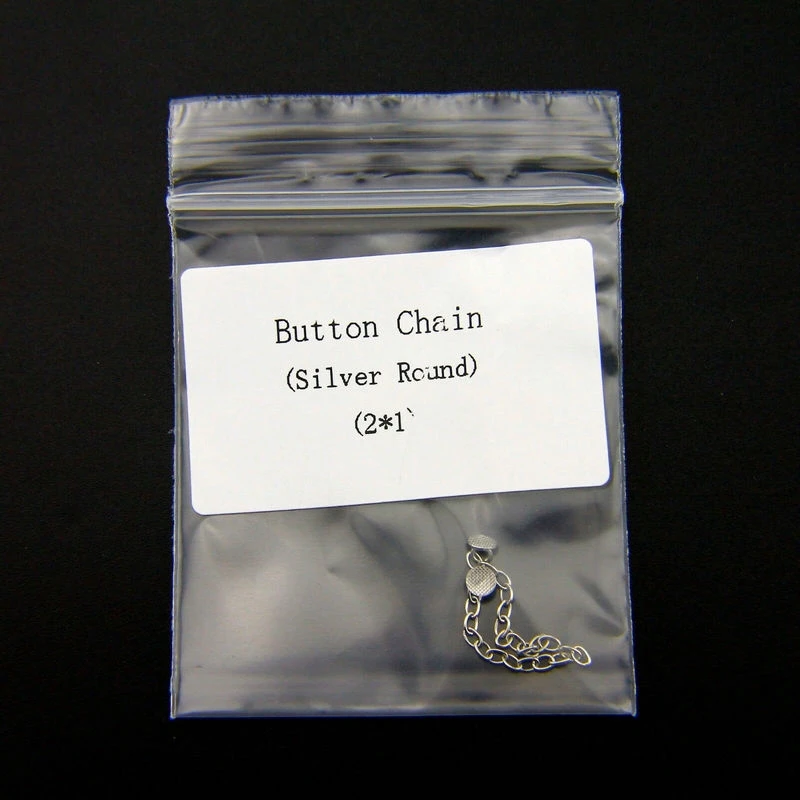 Button Chain
(Silver Round)
(2*1